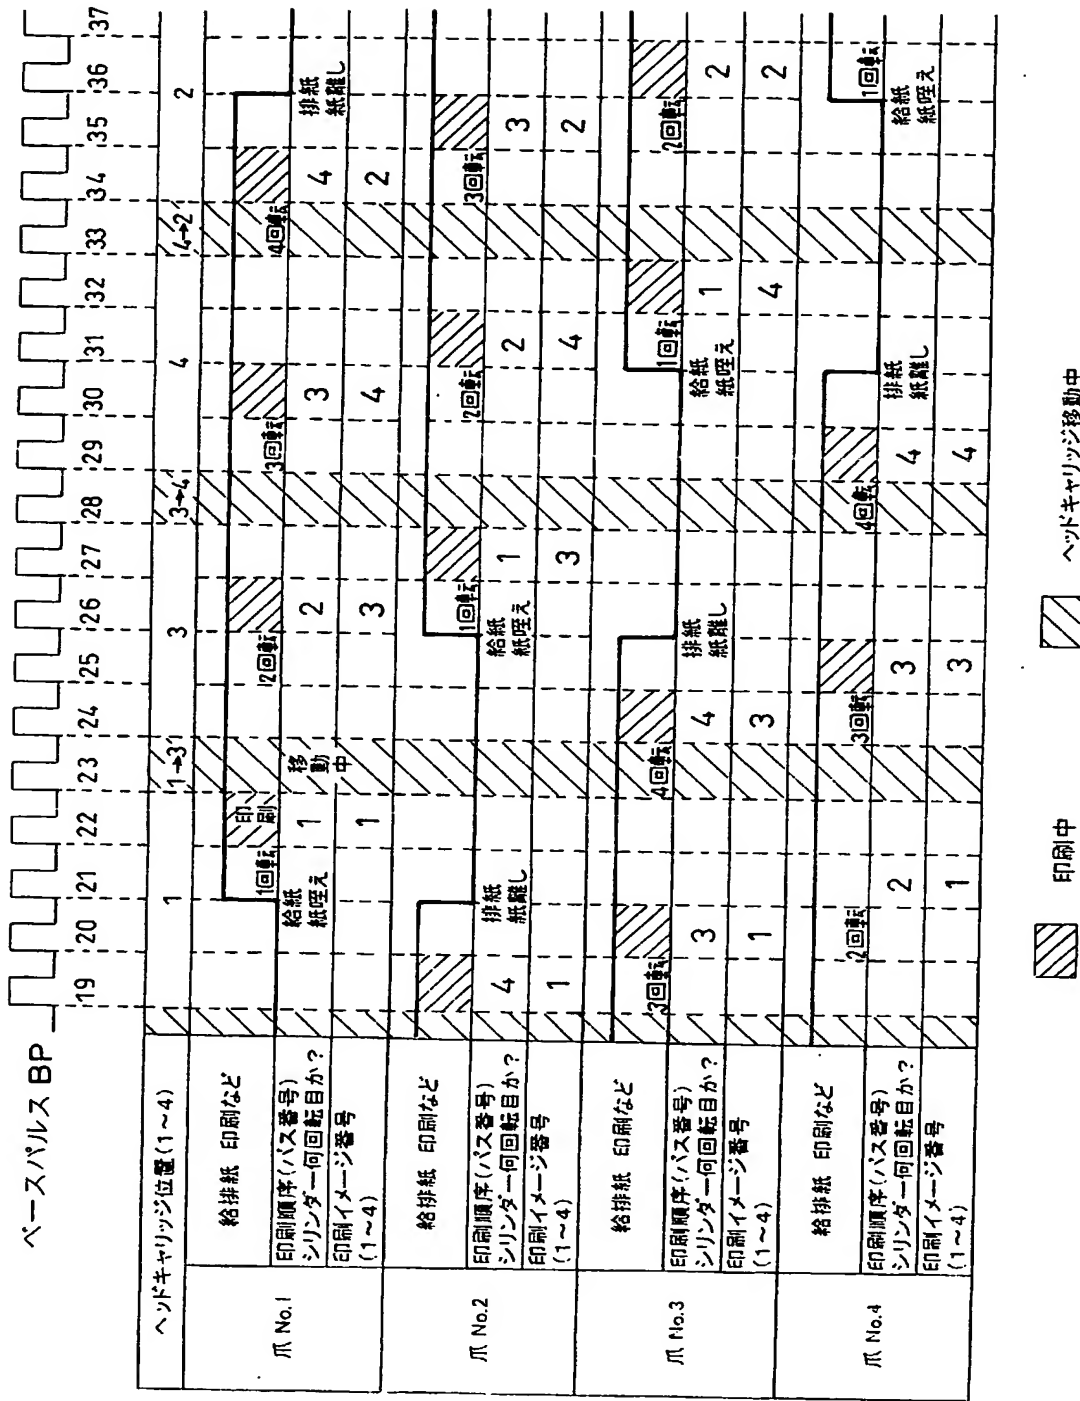 ベースパルス BP
19 20 21 22 23 24 25 26 27 28 29 30 31 32 33 34 35 36 37
ヘッドキャリッジ位置(1~4)
1 1→3 3 3→4 4 4→2 2
爪 No.1
給排紙 印刷など
1回転 印刷 2回転 3回転 4回転
印刷順序(パス番号)
シリンダー何回転目か?
給紙
紙咥え
1 移動中 2 3 4
排紙
紙離し
印刷イメージ番号
(1~4)
1 3 4 2
爪 No.2
給排紙 印刷など
1回転 2回転 3回転
印刷順序(パス番号)
シリンダー何回転目か?
4
排紙
紙離し
給紙
紙咥え
1 2 3
印刷イメージ番号
(1~4)
1 3 4 2
爪 No.3
給排紙 印刷など
3回転 4回転 1回転 2回転
印刷順序(パス番号)
シリンダー何回転目か?
3 4
排紙
紙離し
給紙
紙咥え
1 2
印刷イメージ番号
(1~4)
1 3 4 2
爪 No.4
給排紙 印刷など
2回転 3回転 4回転 1回転
印刷順序(パス番号)
シリンダー何回転目か?
2 3 4
排紙
紙離し
給紙
紙咥え
印刷イメージ番号
(1~4)
1 3 4
印刷中
ヘッドキャリッジ移動中